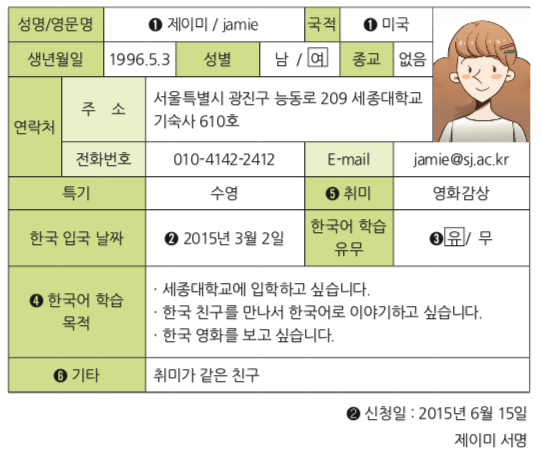 성명/영문명 ❶ 제이미 / jamie 국적 ❶ 미국
생년월일 1996.5.3 성별 남 / 여 종교 없음
연락처 주 소 서울특별시 광진구 능동로 209 세종대학교
기숙사 610호
전화번호 010-4142-2412 E-mail jamie@sj.ac.kr
특기 수영 ❺ 취미 영화감상
한국 입국 날짜 ❷ 2015년 3월 2일 한국어 학습
유무 ❸ 유 / 무
❹ 한국어 학습
목적
· 세종대학교에 입학하고 싶습니다.
· 한국 친구를 만나서 한국어로 이야기하고 싶습니다.
· 한국 영화를 보고 싶습니다.
❻ 기타 취미가 같은 친구
❷ 신청일 : 2015년 6월 15일
제이미 서명